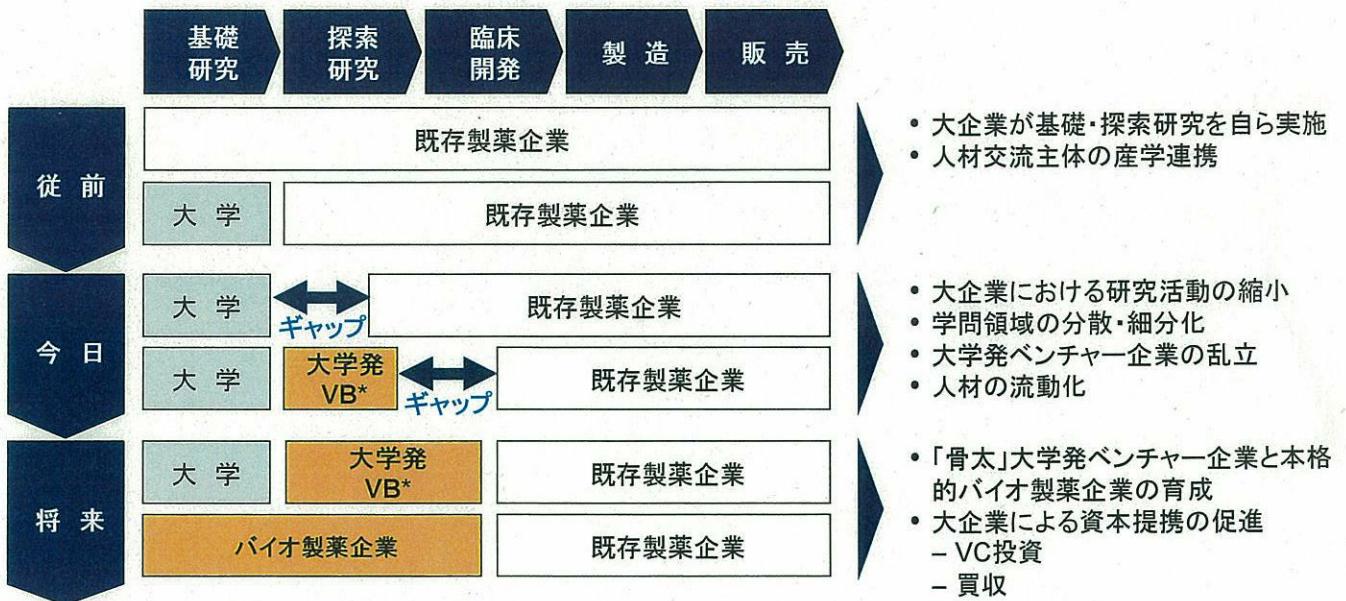 基礎
研究
探索
研究
臨床
開発
製 造
販 売
従 前
既存製薬企業
大 学
既存製薬企業
• 大企業が基礎・探索研究を自ら実施
• 人材交流主体の産学連携
今 日
大 学
ギャップ
既存製薬企業
大 学
大学発
VB*
ギャップ
既存製薬企業
• 大企業における研究活動の縮小
• 学問領域の分散・細分化
• 大学発ベンチャー企業の乱立
• 人材の流動化
将 来
大 学
大学発
VB*
既存製薬企業
バイオ製薬企業
既存製薬企業
• 「骨太」大学発ベンチャー企業と本格
的バイオ製薬企業の育成
• 大企業による資本提携の促進
– VC投資
– 買収